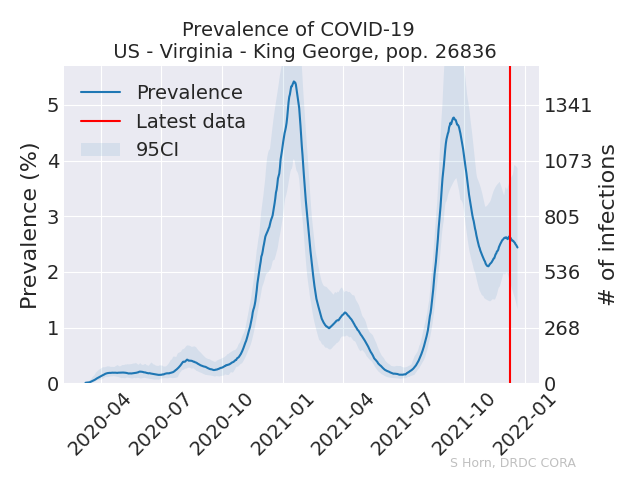 Prevalence of COVID-19
US - Virginia - King George, pop. 26836
Prevalence
Latest data
95CI
Prevalence (%)
5
4
3
2
1
0
1341
1073
805
536
268
0
# of infections
2020-04
2020-07
2020-10
2021-01
2021-04
2021-07
2021-10
2022-01
S Horn, DRDC CORA